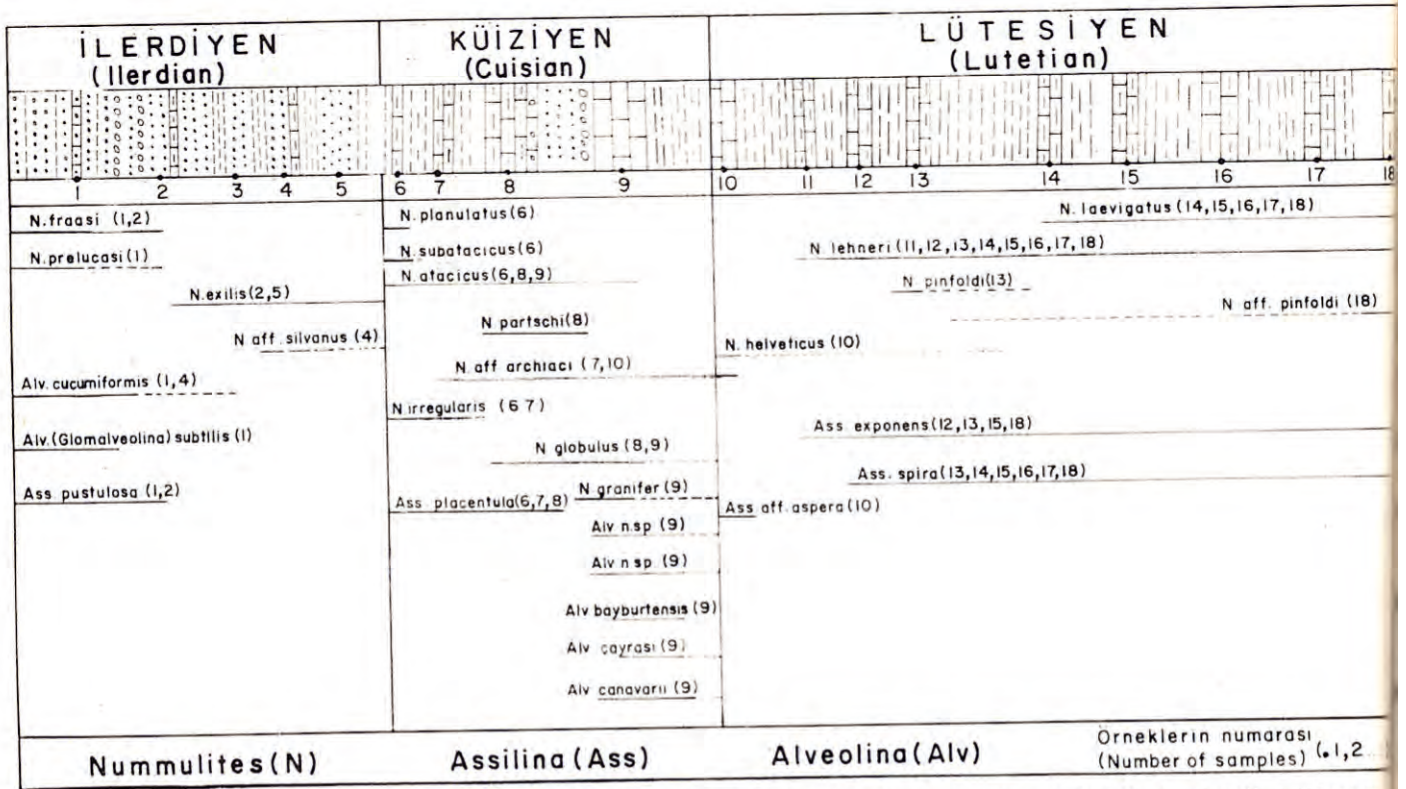 İLERDİYEN
(Ilerdian)
KÜİZİYEN
(Cuisian)
LÜTESİYEN
(Lutetian)
1 2 3 4 5 6 7 8 9 10 11 12 13 14 15 16 17 18
N.fraasi (1,2)
N.prelucasi(1)
N.exilis(2,5)
N aff. silvanus (4)
Alv. cucumiformis (1,4)
Alv.(Glomalveolina) subtilis (1)
Ass pustulosa (1,2)
N. planulatus(6)
N.subatacicus(6)
N.atacicus(6,8,9)
N partschi(8)
N.aff archiaci (7,10)
N irregularis (6 7)
N globulus (8,9)
N granifer (9)
Ass placentula(6,7,8)
Alv n.sp (9)
Alv n sp. (9)
Alv bayburtensis (9)
Alv çayrası (9)
Alv canavarii (9)
N. laevigatus (14,15,16,17,18)
N lehneri (11,12,13,14,15,16,17,18)
N pinfoldi(13)
N aff. pinfoldi (18)
N. helveticus (10)
Ass exponens(12,13,15,18)
Ass. spira(13,14,15,16,17,18)
Ass aff.aspera (10)
Nummulites(N)
Assilina (Ass)
Alveolina(Alv)
Örneklerin numarası
(Number of samples) (.1,2...